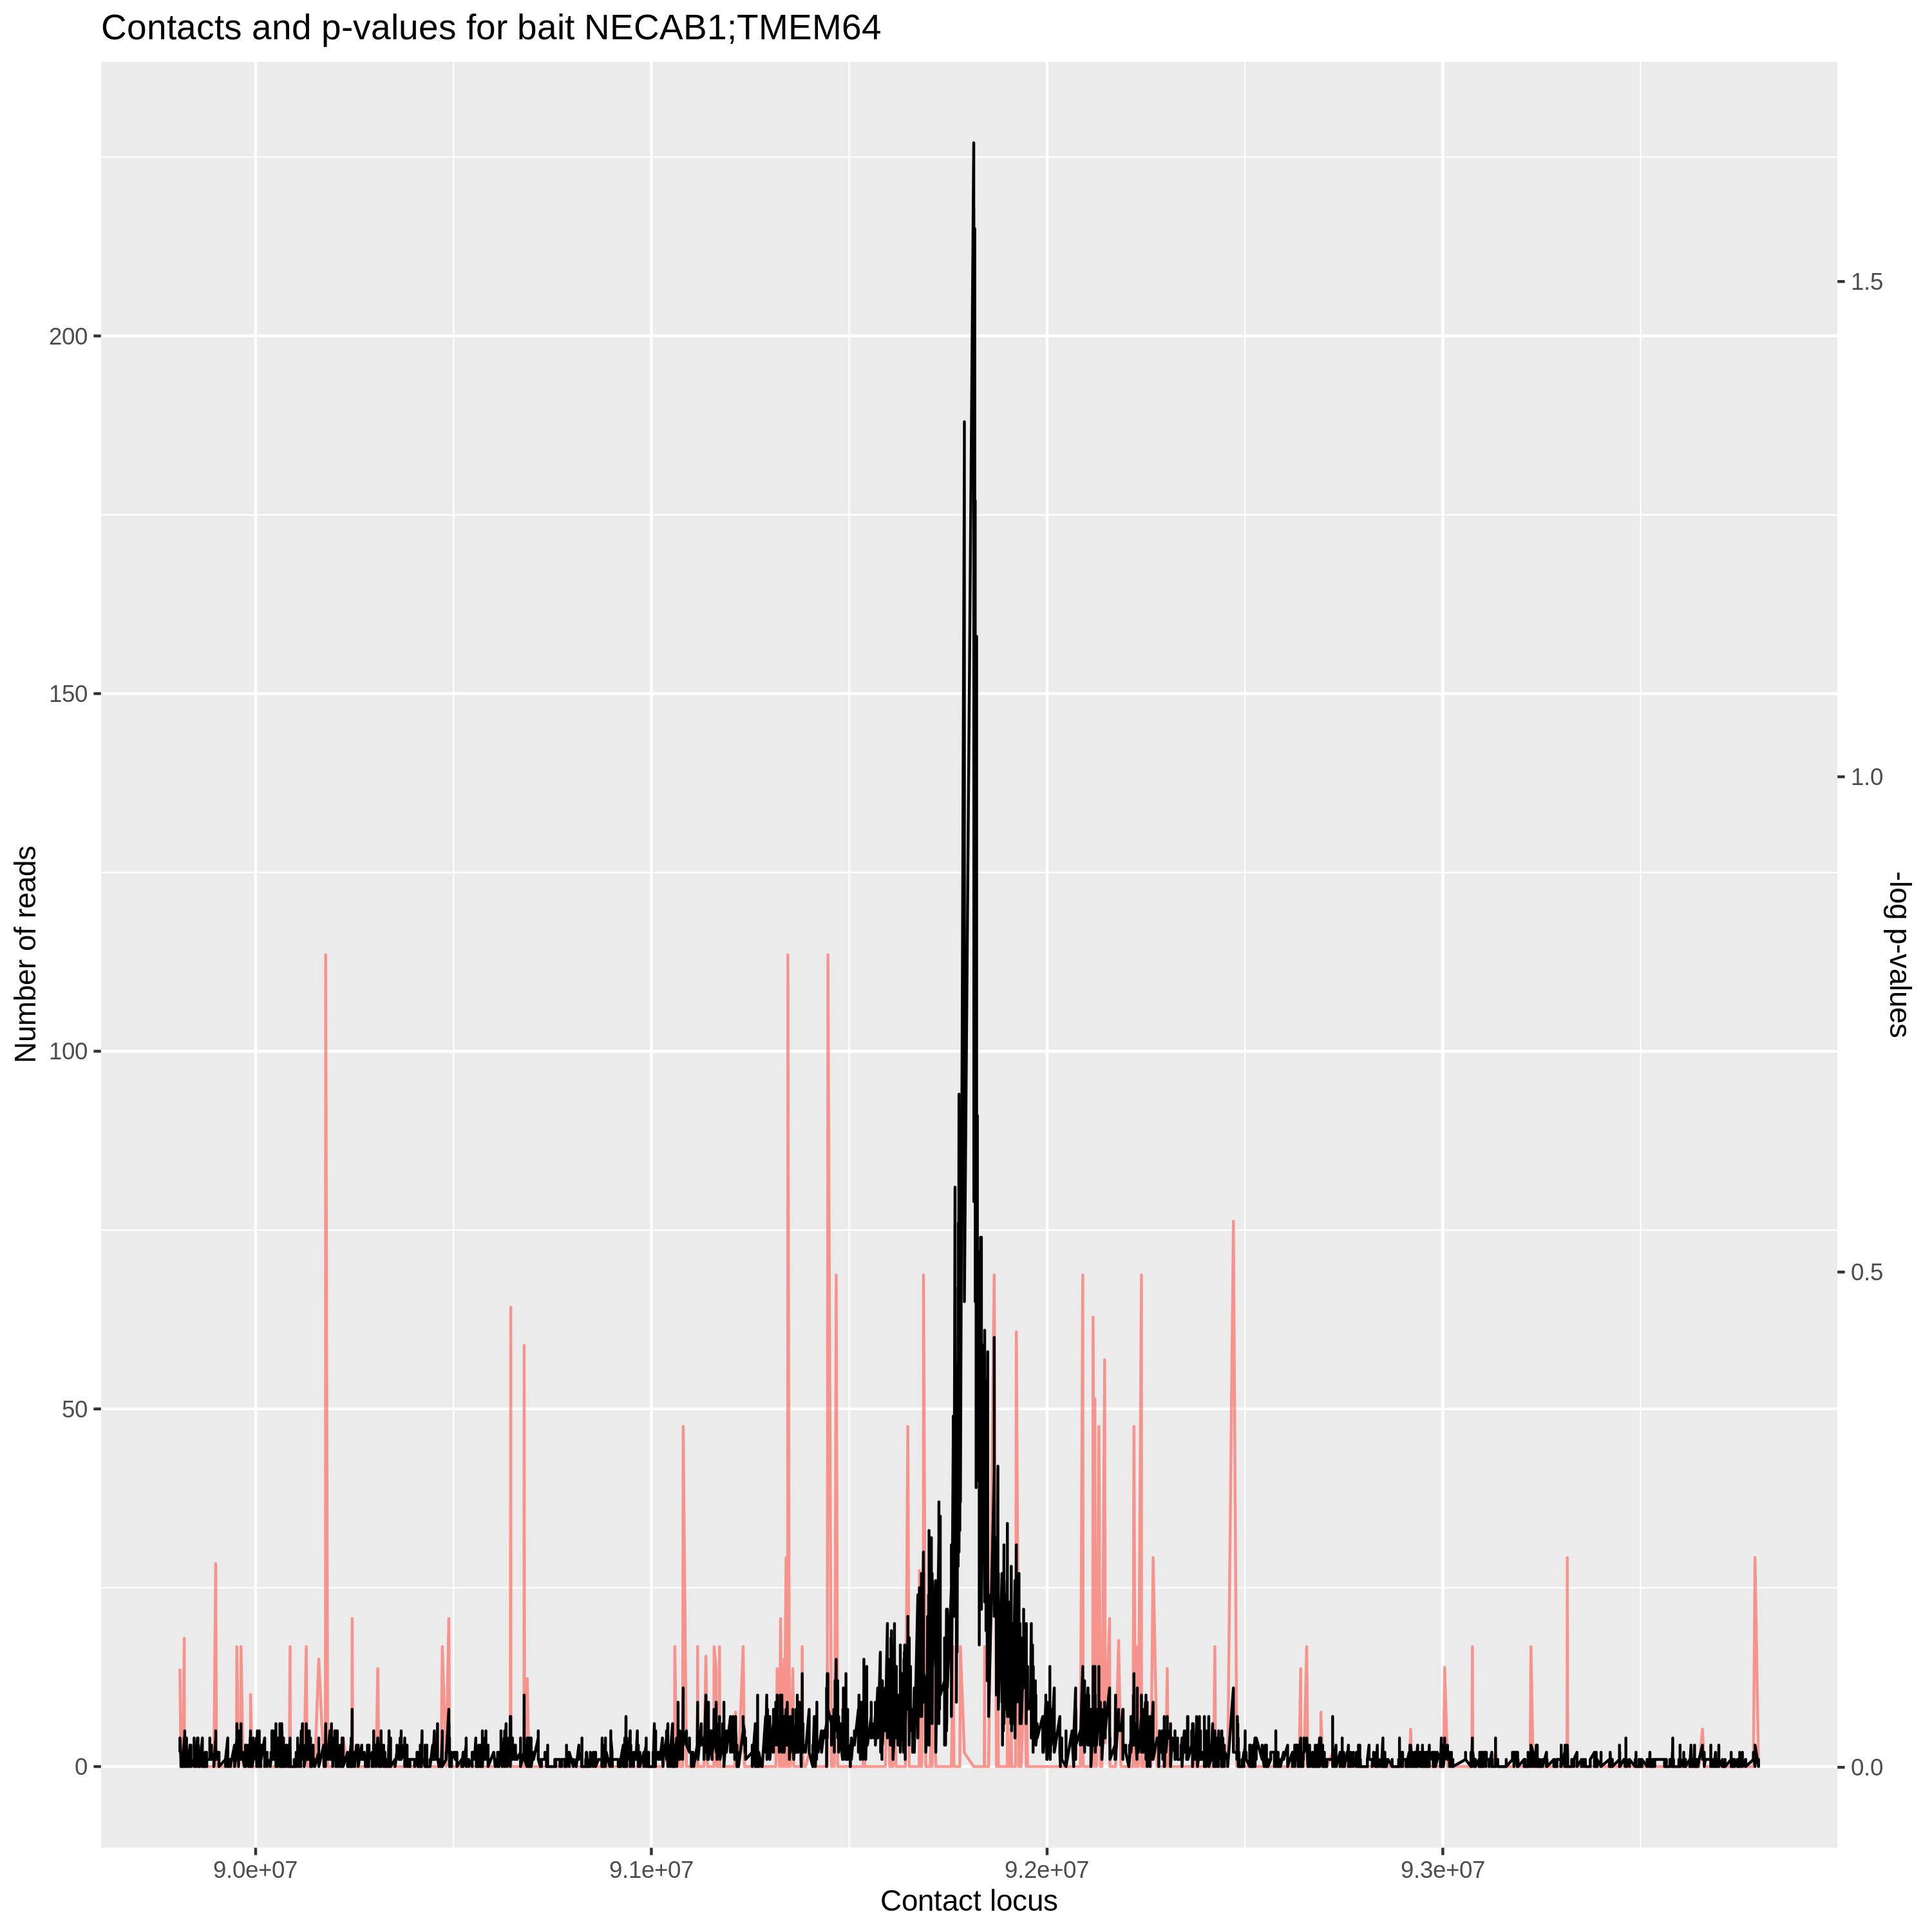 Contacts and p-values for bait NECAB1;TMEM64
Number of reads
200
150
100
50
0
1.5
1.0
0.5
0.0
-log p-values
9.0e+07 9.1e+07 9.2e+07 9.3e+07
Contact locus